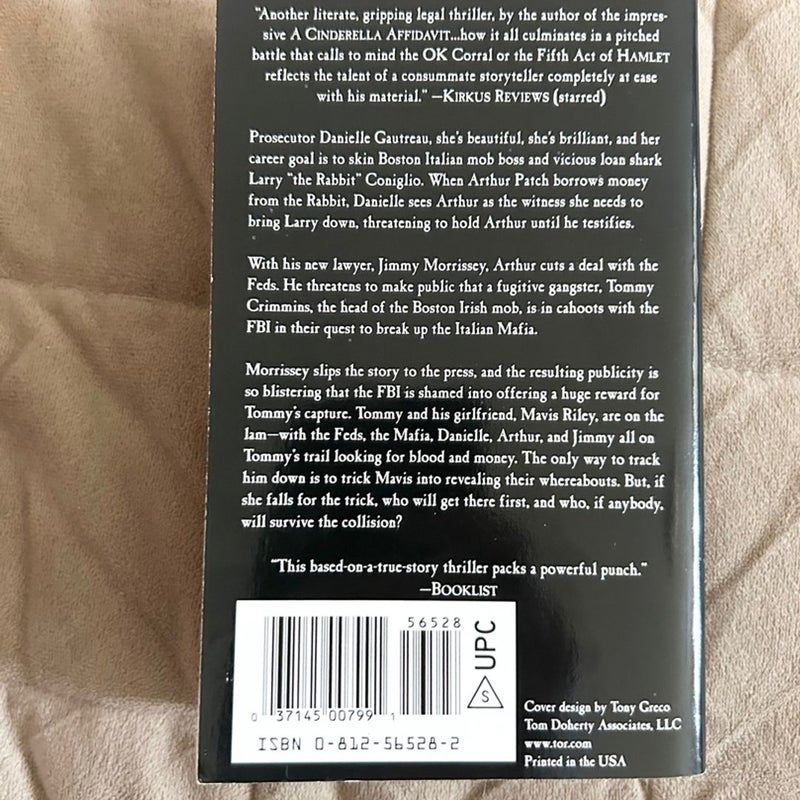 "Another literate, gripping legal thriller, by the author of the impres-
sive A Cinderella Affidavit...how it all culminates in a pitched
battle that calls to mind the OK Corral or the Fifth Act of Hamlet
reflects the talent of a consummate storyteller completely at ease
with his material." —Kirkus Reviews (starred)
Prosecutor Danielle Gautreau, she's beautiful, she's brilliant, and her
career goal is to skin Boston Italian mob boss and vicious loan shark
Larry "the Rabbit" Coniglio. When Arthur Patch borrows money
from the Rabbit, Danielle sees Arthur as the witness she needs to
bring Larry down, threatening to hold Arthur until he testifies.
With his new lawyer, Jimmy Morrissey, Arthur cuts a deal with the
Feds. He threatens to make public that a fugitive gangster, Tommy
Crimmins, the head of the Boston Irish mob, is in cahoots with the
FBI in their quest to break up the Italian Mafia.
Morrissey slips the story to the press, and the resulting publicity is
so blistering that the FBI is shamed into offering a huge reward for
Tommy's capture. Tommy and his girlfriend, Mavis Riley, are on the
lam—with the Feds, the Mafia, Danielle, Arthur, and Jimmy all on
Tommy's trail looking for blood and money. The only way to track
him down is to trick Mavis into revealing their whereabouts. But, if
she falls for the trick, who will get there first, and who, if anybody,
will survive the collision?
"This based-on-a-true-story thriller packs a powerful punch."
—Booklist
56528
0 37145 00799 1
ISBN 0-812-56528-2
S UPC
Cover design by Tony Greco
Tom Doherty Associates, LLC
www.tor.com
Printed in the USA